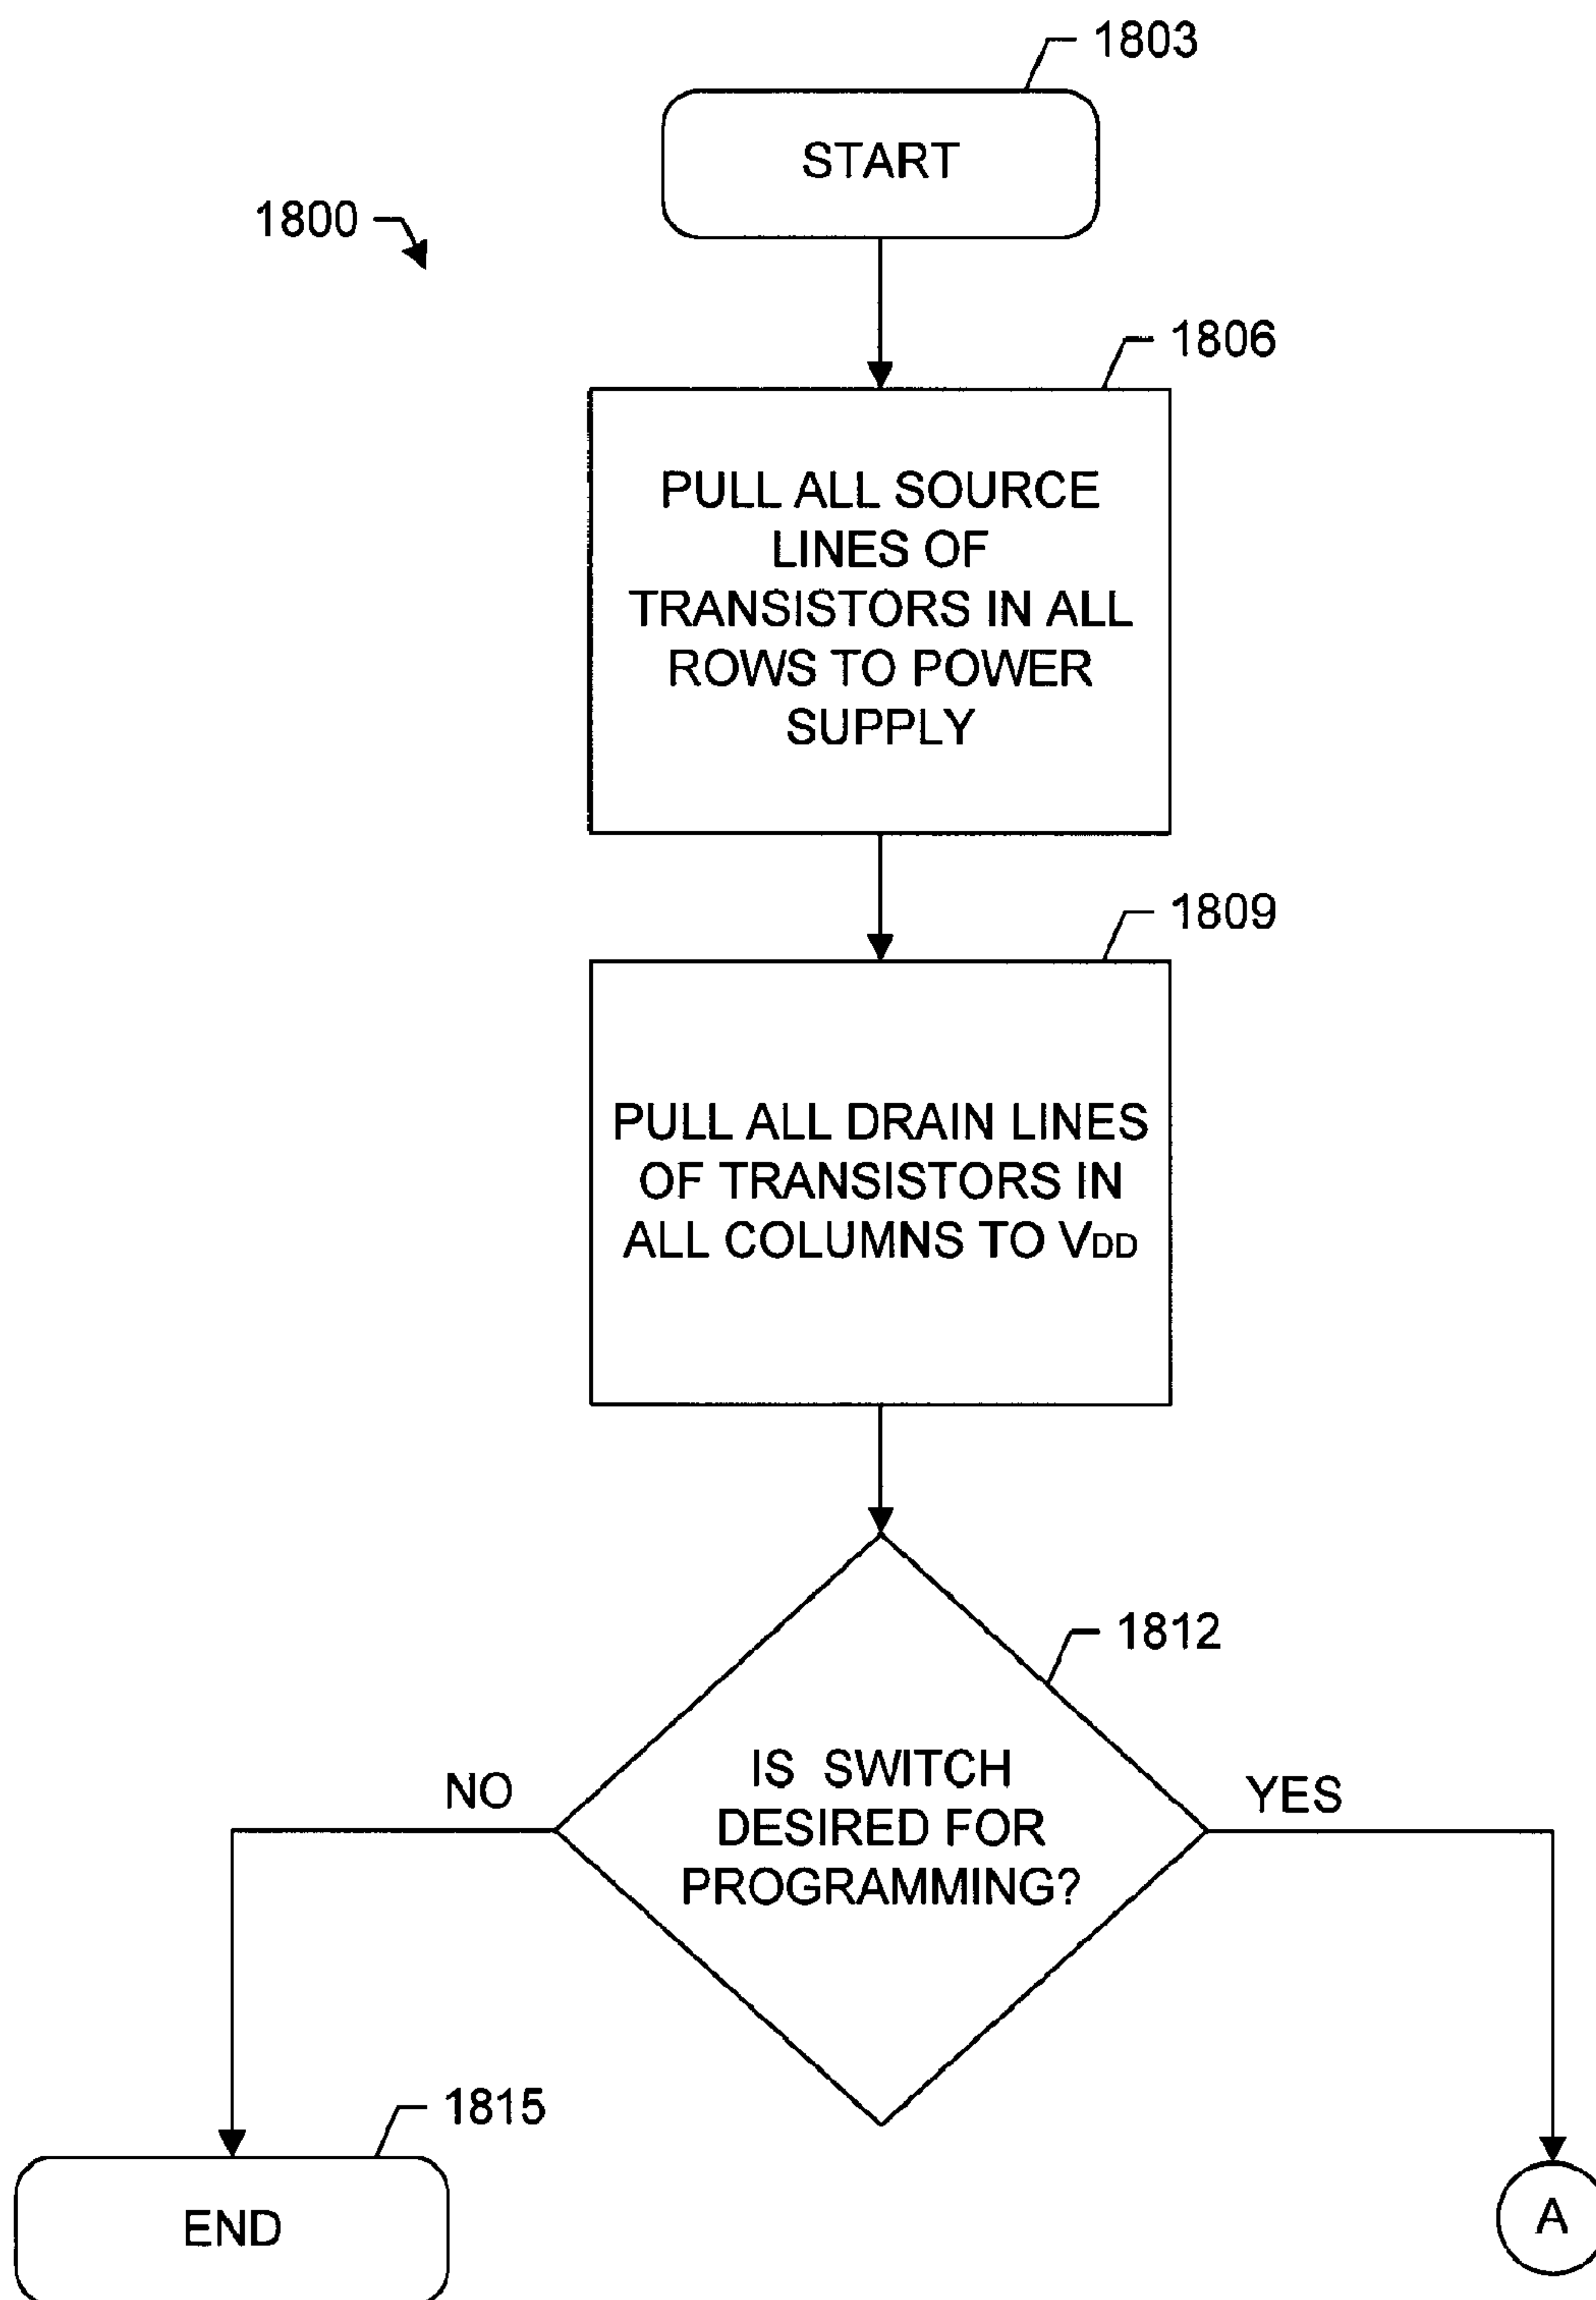 1803
START
1800
1806
PULL ALL SOURCE
LINES OF
TRANSISTORS IN ALL
ROWS TO POWER
SUPPLY
1809
PULL ALL DRAIN LINES
OF TRANSISTORS IN
ALL COLUMNS TO VDD
1812
IS SWITCH
DESIRED FOR
PROGRAMMING?
NO
YES
1815
END
A